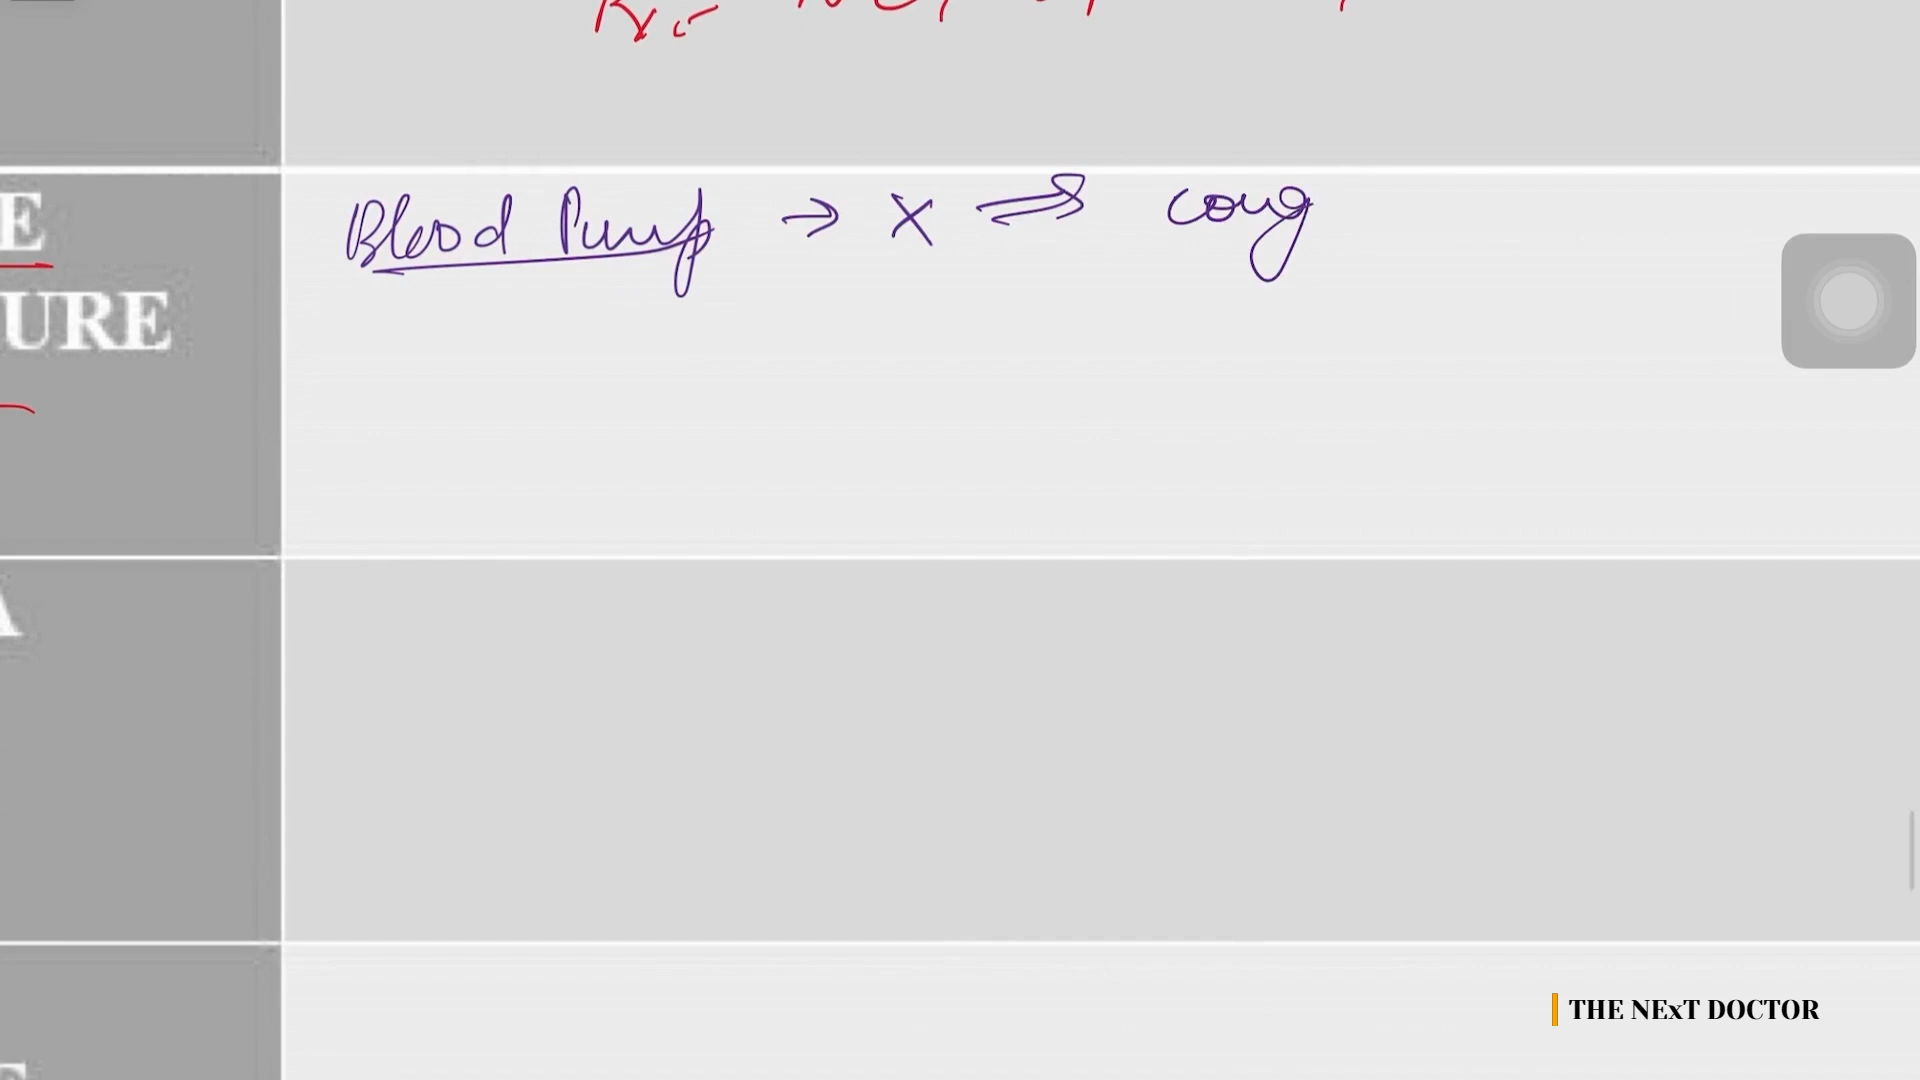 E
Blood Pump → X ⇌ cong
URE
A
THE NExT DOCTOR